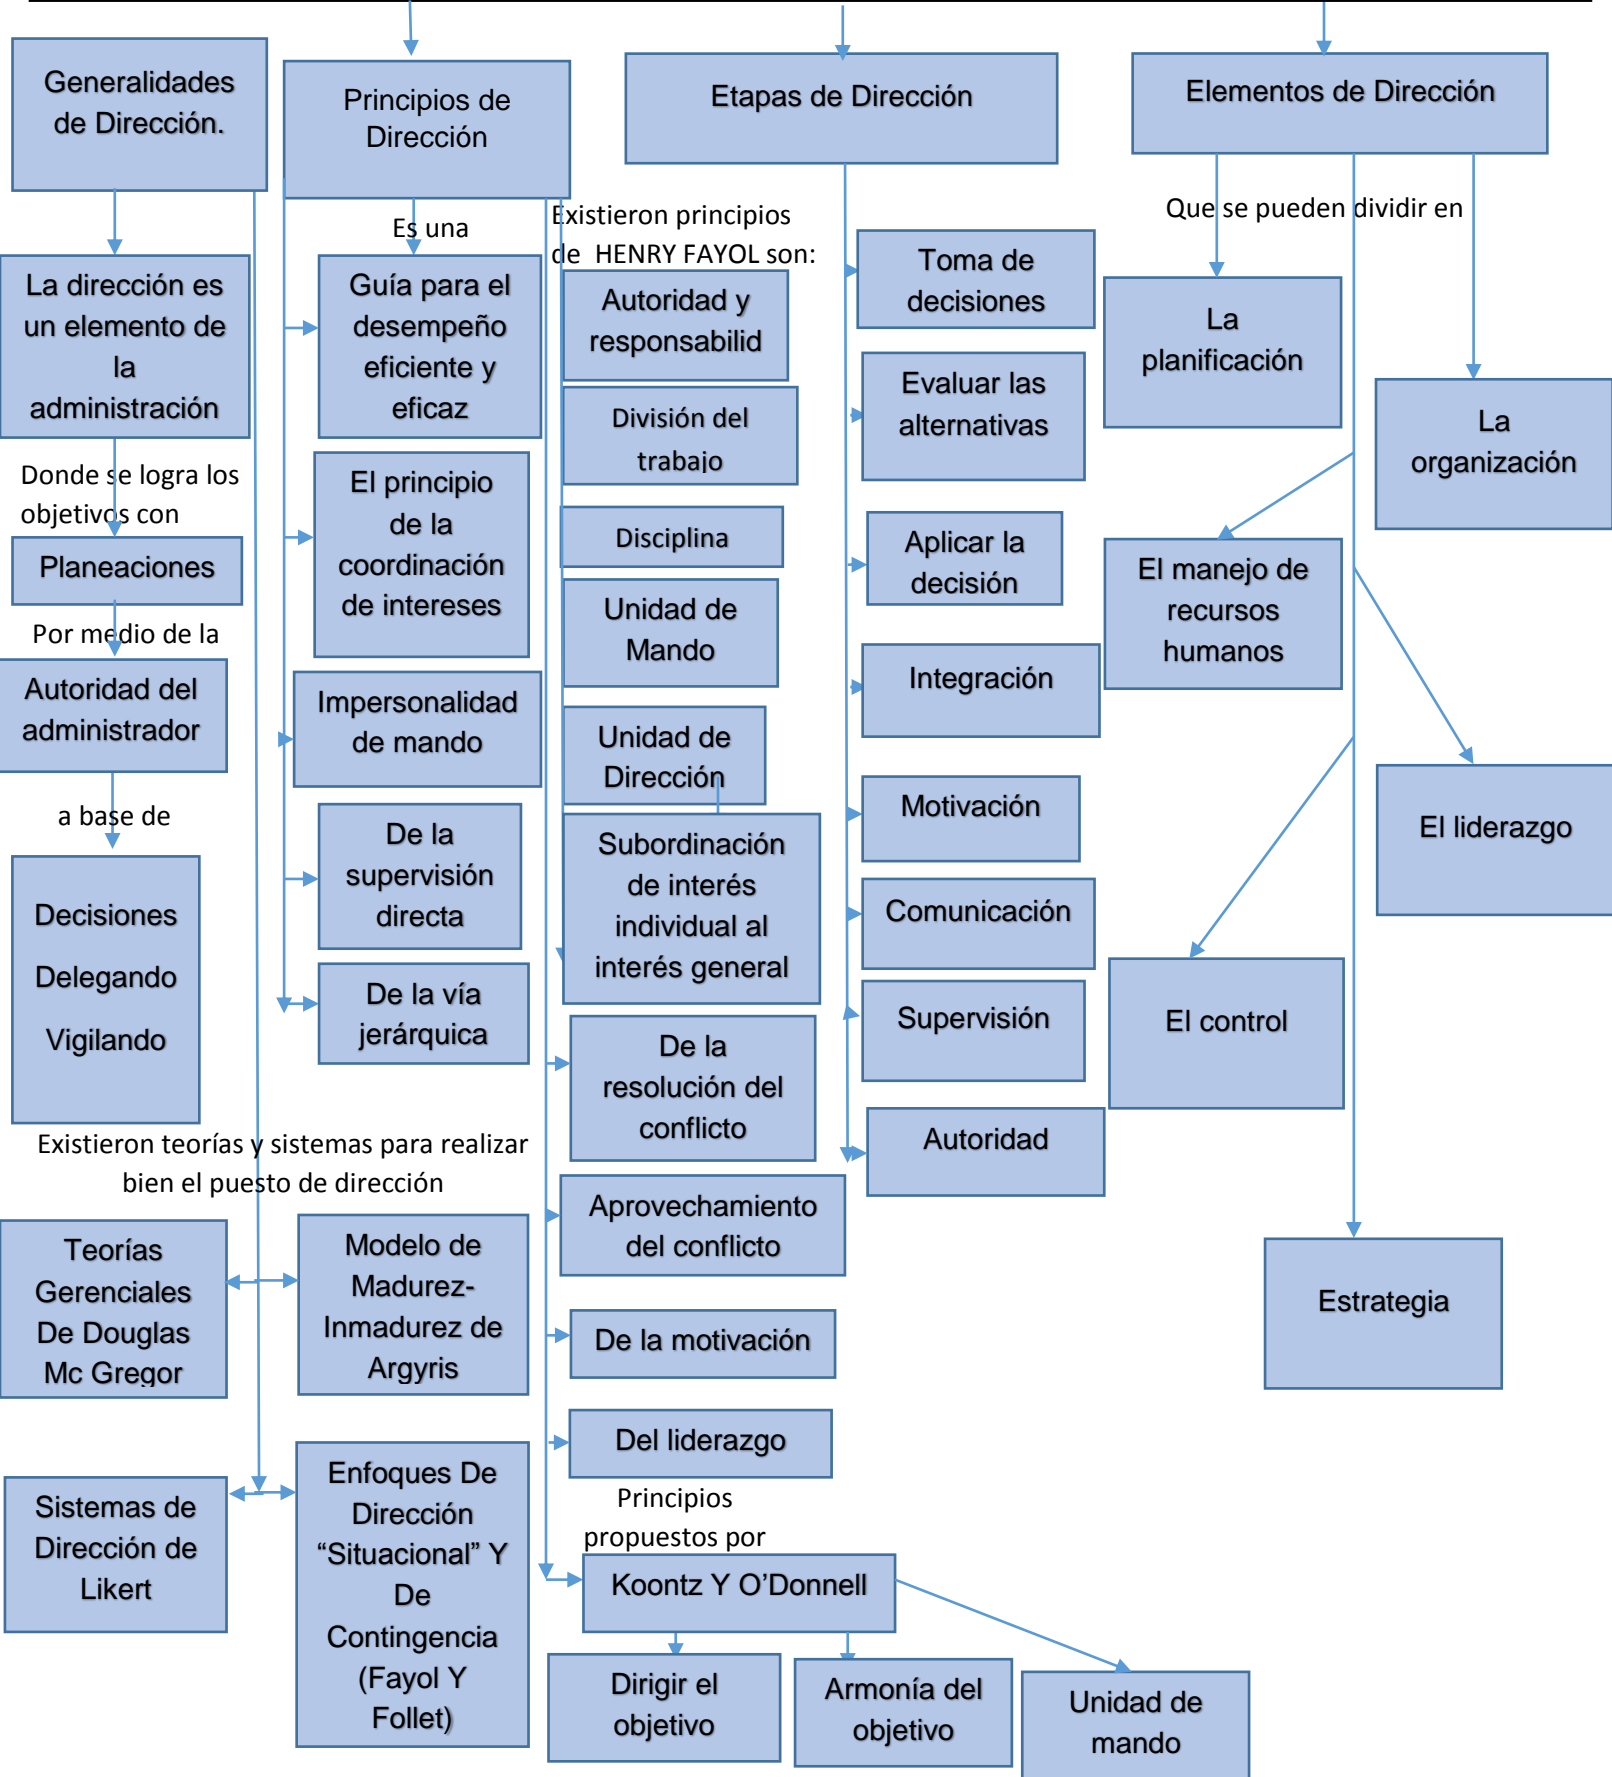 Generalidades
de Dirección.
Principios de
Dirección
Etapas de Dirección
Elementos de Dirección
Es una
Existieron principios
de HENRY FAYOL son:
Que se pueden dividir en
La dirección es
un elemento de
la
administración
Donde se logra los
objetivos con
Planeaciones
Por medio de la
Autoridad del
administrador
a base de
Decisiones
Delegando
Vigilando
Existieron teorías y sistemas para realizar
bien el puesto de dirección
Teorías
Gerenciales
De Douglas
Mc Gregor
Modelo de
Madurez-
Inmadurez de
Argyris
Sistemas de
Dirección de
Likert
Enfoques De
Dirección
“Situacional” Y
De
Contingencia
(Fayol Y
Follet)
Guía para el
desempeño
eficiente y
eficaz
El principio
de la
coordinación
de intereses
Impersonalidad
de mando
De la
supervisión
directa
De la vía
jerárquica
Autoridad y
responsabilid
División del
trabajo
Disciplina
Unidad de
Mando
Unidad de
Dirección
Subordinación
de interés
individual al
interés general
De la
resolución del
conflicto
Aprovechamiento
del conflicto
De la motivación
Del liderazgo
Principios
propuestos por
Koontz Y O’Donnell
Dirigir el
objetivo
Armonía del
objetivo
Unidad de
mando
Toma de
decisiones
Evaluar las
alternativas
Aplicar la
decisión
Integración
Motivación
Comunicación
Supervisión
Autoridad
La
planificación
La
organización
El manejo de
recursos
humanos
El liderazgo
El control
Estrategia